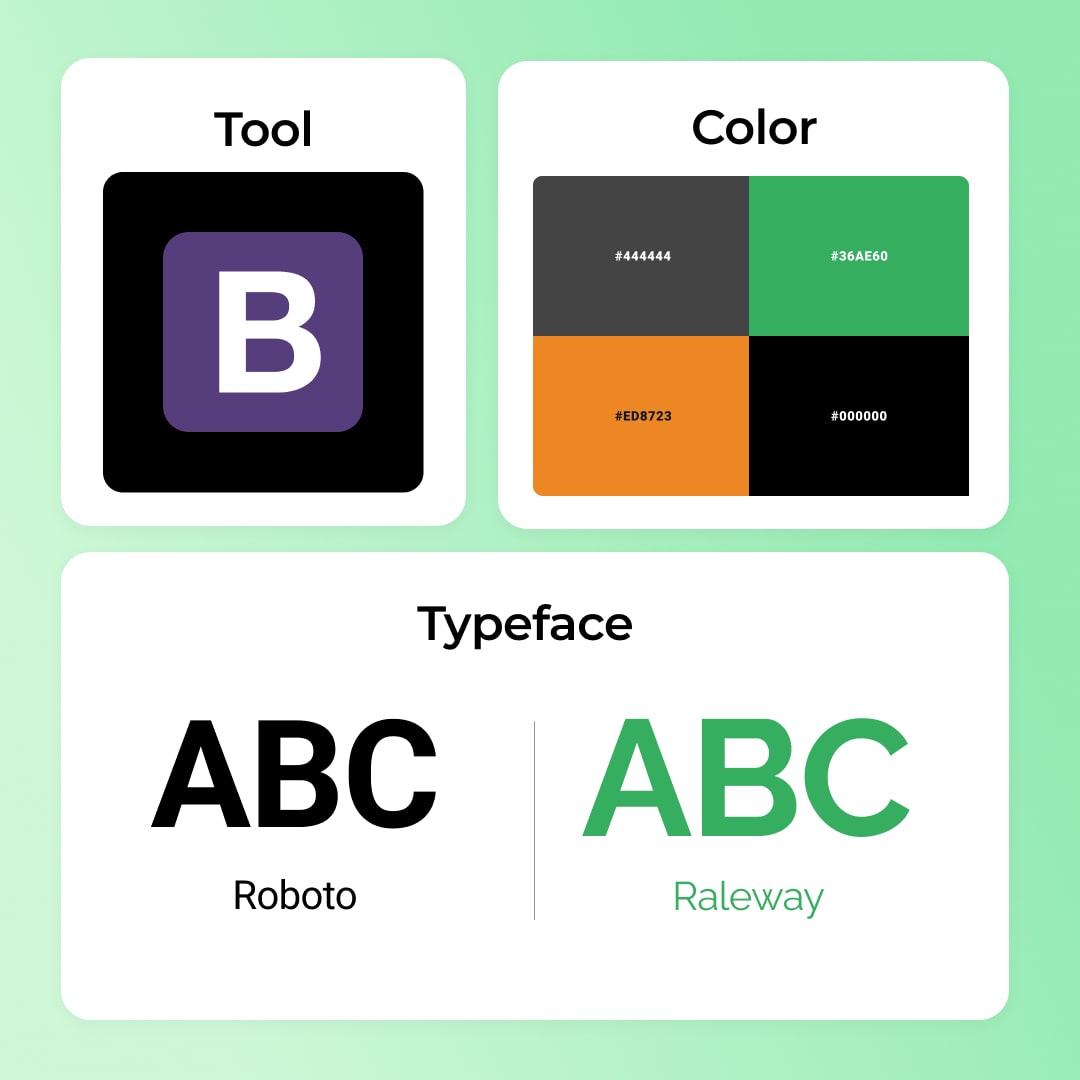 Tool
B
Color
#444444
#36AE60
#ED8723
#000000
Typeface
ABC
Roboto
ABC
Raleway